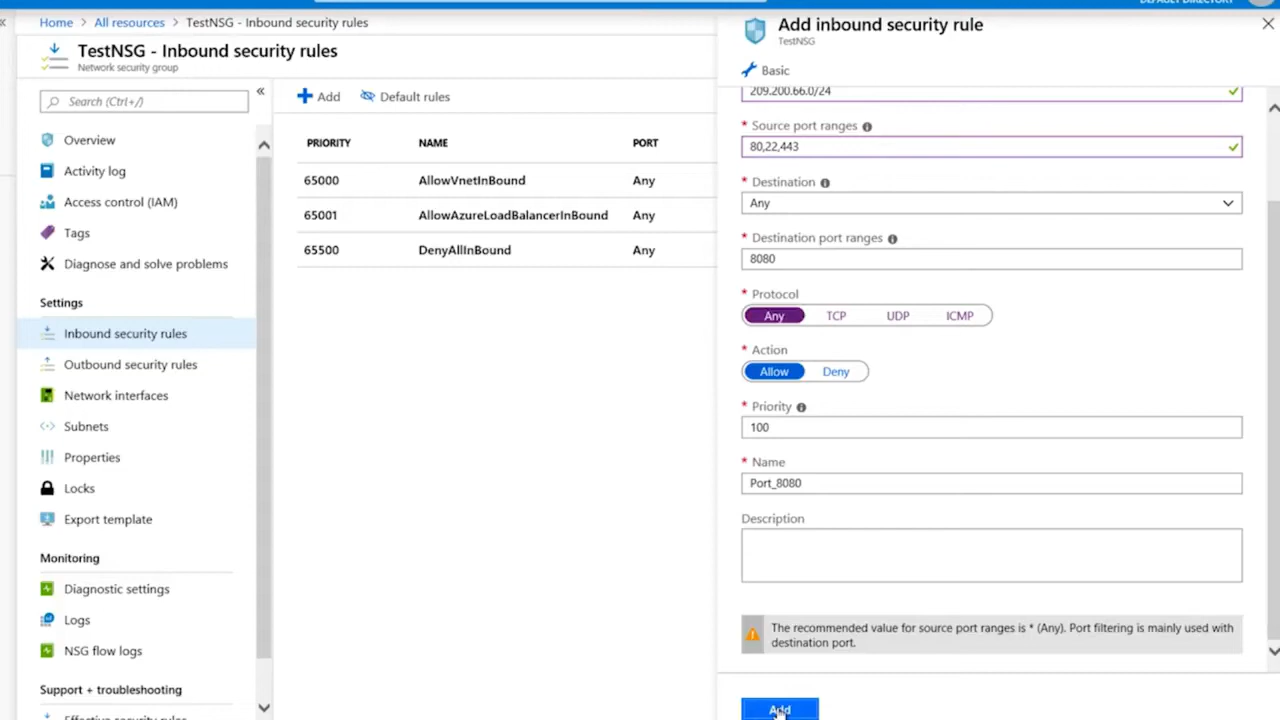 DEFAULT DIRECTORY
Home > All resources > TestNSG - Inbound security rules
TestNSG - Inbound security rules
Network security group
Search (Ctrl+/)
«
Overview
Activity log
Access control (IAM)
Tags
Diagnose and solve problems
Settings
Inbound security rules
Outbound security rules
Network interfaces
Subnets
Properties
Locks
Export template
Monitoring
Diagnostic settings
Logs
NSG flow logs
Support + troubleshooting
Effective security rules
Add Default rules
PRIORITY NAME PORT
65000 AllowVnetInBound Any
65001 AllowAzureLoadBalancerInBound Any
65500 DenyAllInBound Any
Add inbound security rule
TestNSG
Basic
209.200.66.0/24
* Source port ranges
80,22,443
* Destination
Any
* Destination port ranges
8080
* Protocol
Any TCP UDP ICMP
* Action
Allow Deny
* Priority
100
* Name
Port_8080
Description
The recommended value for source port ranges is * (Any). Port filtering is mainly used with
destination port.
Add